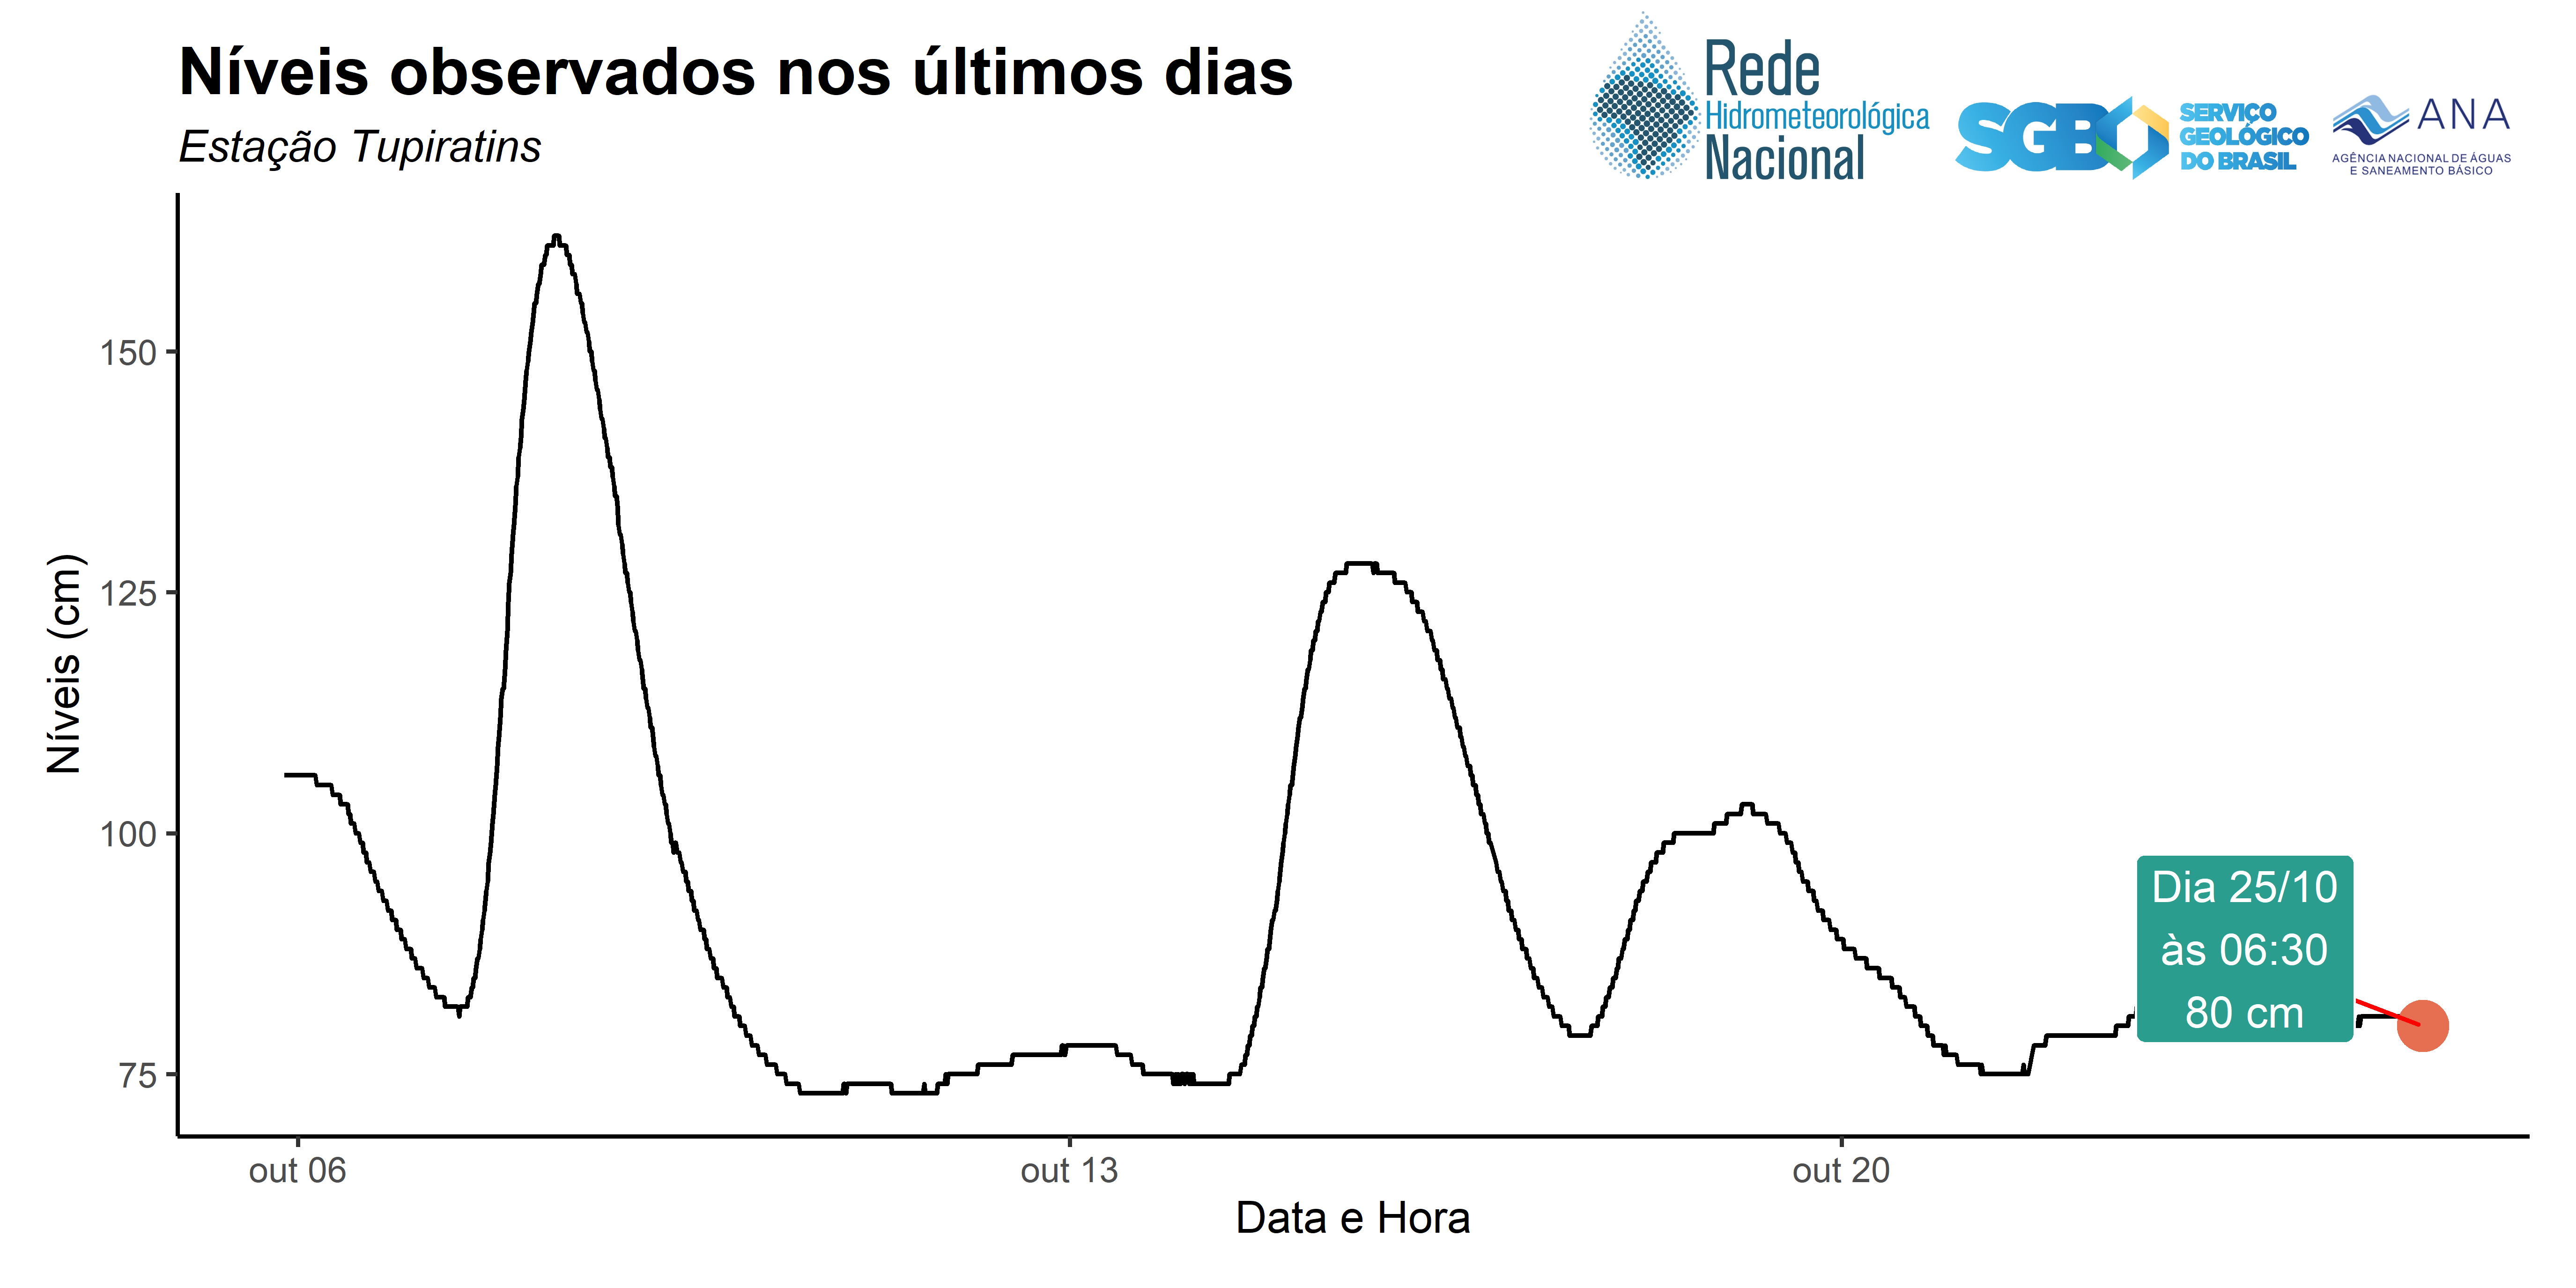 Níveis observados nos últimos dias
Estação Tupiratins
Rede
Hidrometeorológica
Nacional
SGB
SERVIÇO
GEOLÓGICO
DO BRASIL
ANA
AGÊNCIA NACIONAL DE ÁGUAS
E SANEAMENTO BÁSICO
Níveis (cm)
150
125
100
75
Dia 25/10
às 06:30
80 cm
out 06
out 13
out 20
Data e Hora